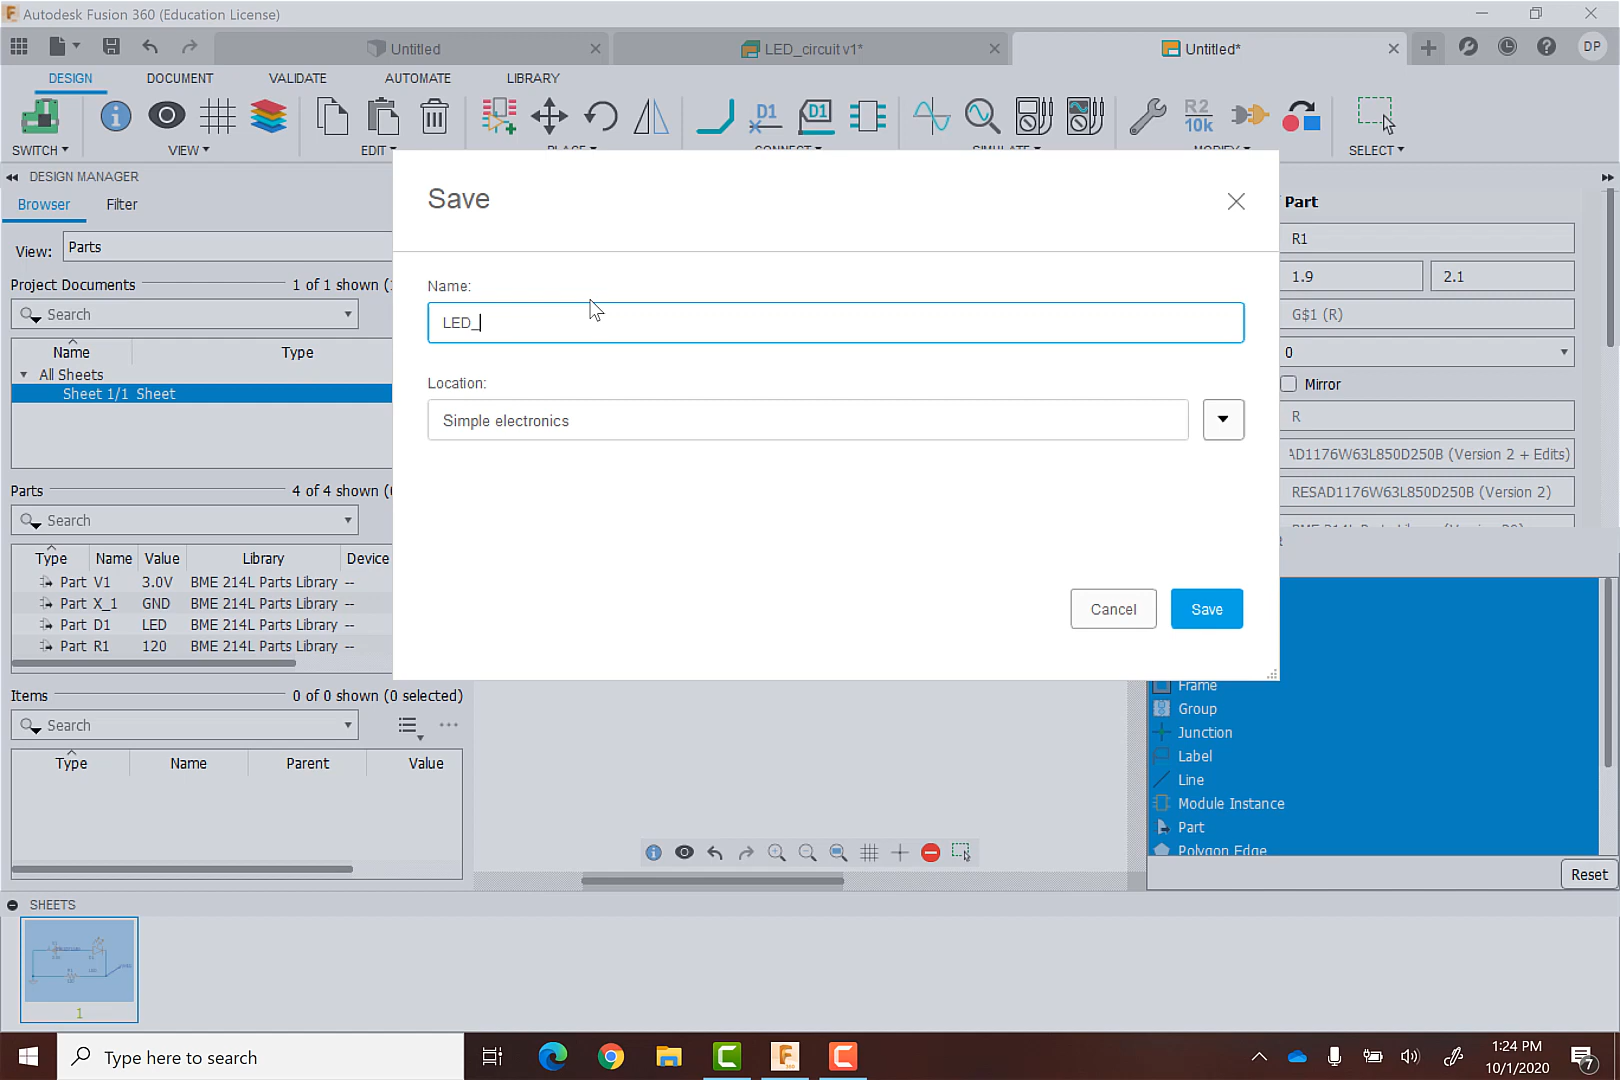 Autodesk Fusion 360 (Education License)
Untitled
LED_circuit v1*
Untitled*
DP
DESIGN
DOCUMENT
VALIDATE
AUTOMATE
LIBRARY
SWITCH
VIEW
EDIT
PLACE
CONNECT
SIMULATE
MODIFY
SELECT
D1
D1
R2
10k
DESIGN MANAGER
Browser
Filter
View:
Parts
Project Documents
1 of 1 shown (
Search
Name
Type
All Sheets
Sheet 1/1 Sheet
Parts
4 of 4 shown (
Search
Type Name Value Library Device
Part V1 3.0V BME 214L Parts Library --
Part X_1 GND BME 214L Parts Library --
Part D1 LED BME 214L Parts Library --
Part R1 120 BME 214L Parts Library --
Items
0 of 0 shown (0 selected)
Search
Type Name Parent Value
Save
Name:
LED_
Location:
Simple electronics
Cancel
Save
Part
R1
1.9
2.1
G$1 (R)
0
Mirror
R
AD1176W63L850D250B (Version 2 + Edits)
RESAD1176W63L850D250B (Version 2)
Frame
Group
Junction
Label
Line
Module Instance
Part
Polygon Edge
Reset
SHEETS
1
Type here to search
1:24 PM
10/1/2020
7